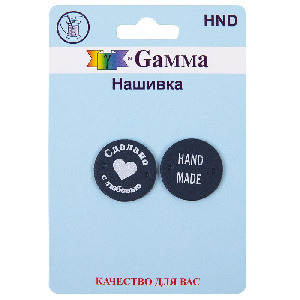 HND
Gamma
Нашивка
Сделано
с любовью
HAND
MADE
КАЧЕСТВО ДЛЯ ВАС